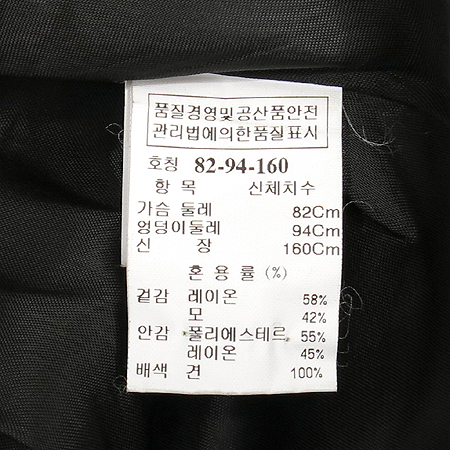 품질경영및공산품안전
관리법에의한품질표시
호칭 82-94-160
항 목 신체치수
가슴 둘레 82Cm
엉덩이둘레 94Cm
신 장 160Cm
혼 용 률 (%)
겉감 레이온 58%
모 42%
안감 폴리에스테르 55%
레이온 45%
배색 견 100%